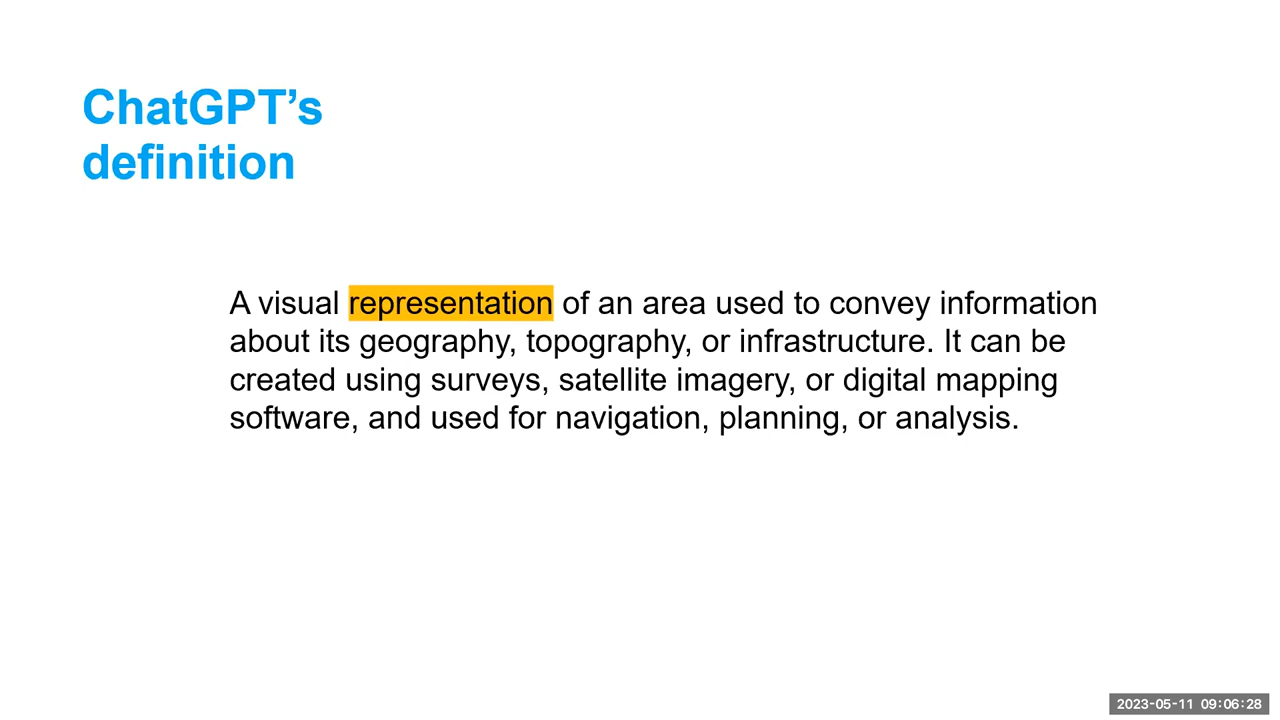 ChatGPT’s
definition
A visual representation of an area used to convey information
about its geography, topography, or infrastructure. It can be
created using surveys, satellite imagery, or digital mapping
software, and used for navigation, planning, or analysis.
2023-05-11 09:06:28